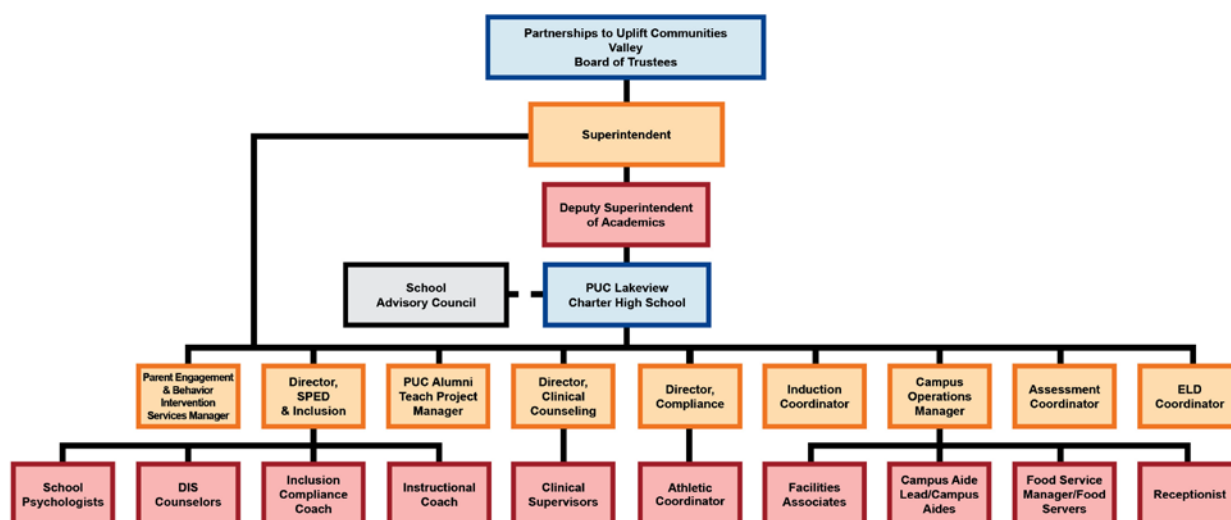 Partnerships to Uplift Communities
Valley
Board of Trustees
Superintendent
Deputy Superintendent
of Academics
School
Advisory Council
PUC Lakeview
Charter High School
Parent Engagement
& Behavior
Intervention
Services Manager
Director,
SPED
& Inclusion
PUC Alumni
Teach Project
Manager
Director,
Clinical
Counseling
Director,
Compliance
Induction
Coordinator
Campus
Operations
Manager
Assessment
Coordinator
ELD
Coordinator
School
Psychologists
DIS
Counselors
Inclusion
Compliance
Coach
Instructional
Coach
Clinical
Supervisors
Athletic
Coordinator
Facilities
Associates
Campus Aide
Lead/Campus
Aides
Food Service
Manager/Food
Servers
Receptionist